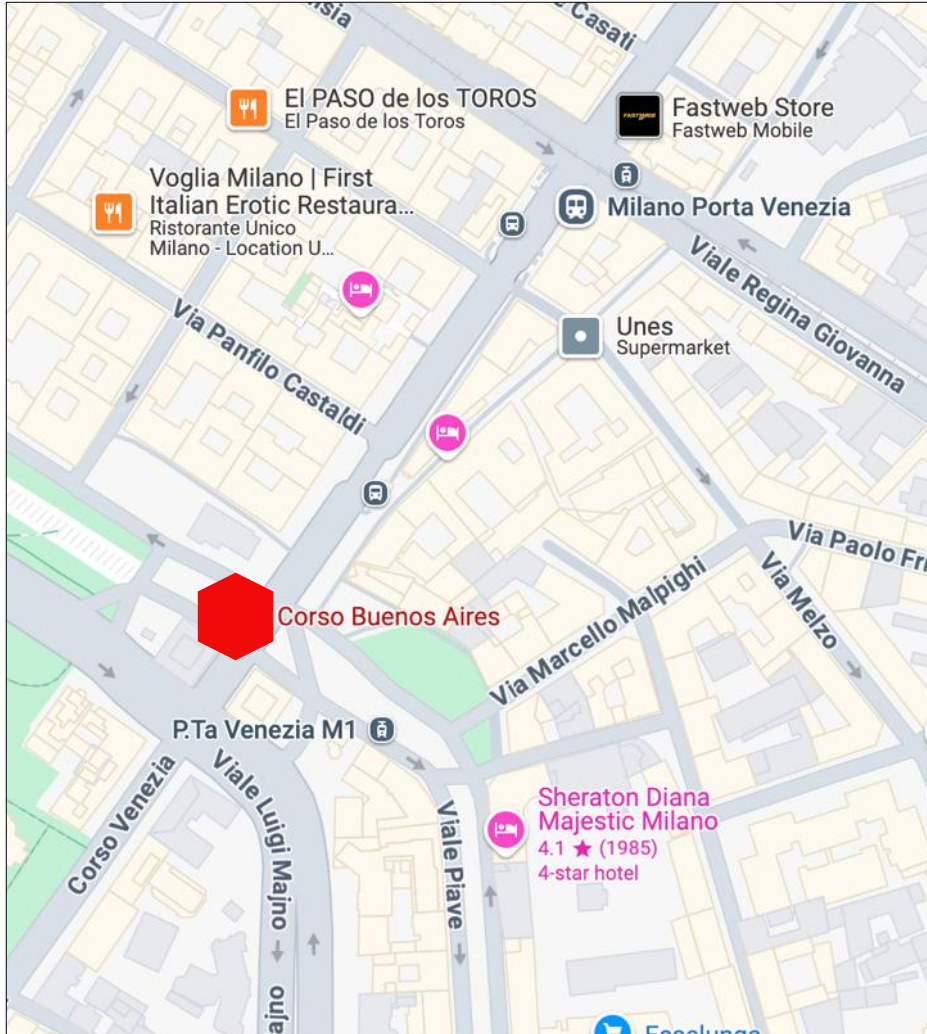 isia
Casati
El PASO de los TOROS
El Paso de los Toros
Fastweb Store
Fastweb Mobile
Voglia Milano | First
Italian Erotic Restaura...
Ristorante Unico
Milano - Location U...
Milano Porta Venezia
Viale Regina Giovanna
Via Panfilo Castaldi
Unes
Supermarket
Via Paolo Fri
Via Marcello Malpighi
Via Melzo
Corso Buenos Aires
P.Ta Venezia M1
Corso Venezia
Viale Luigi Majno
Viale Piave
Sheraton Diana
Majestic Milano
4.1 ★ (1985)
4-star hotel
ajno
Esselunga